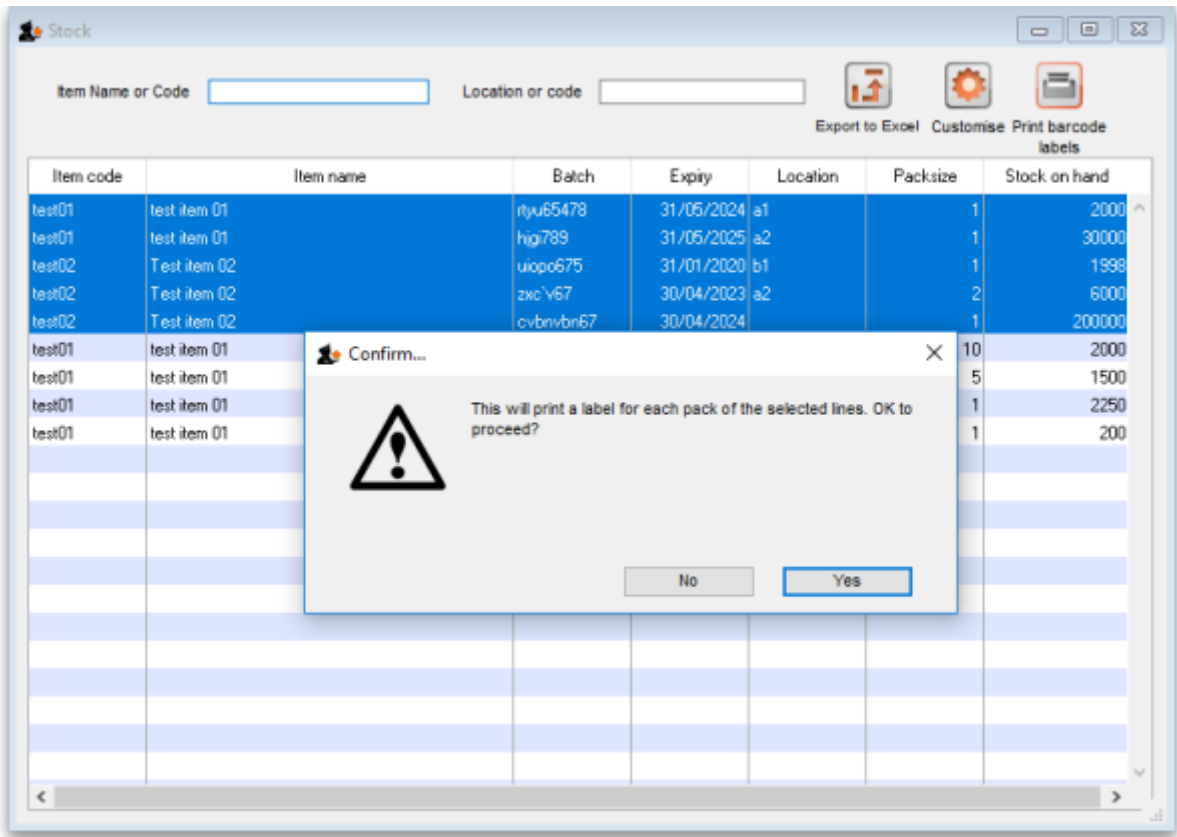 Stock
Item Name or Code
Location or code
Export to Excel Customise Print barcode
labels
Item code Item name Batch Expiry Location Packsize Stock on hand
test01 test item 01 rtyu65478 31/05/2024 a1 1 2000
test01 test item 01 hjgi789 31/05/2025 a2 1 30000
test02 Test item 02 uiopo675 31/01/2020 b1 1 1998
test02 Test item 02 zxc`v67 30/04/2023 a2 2 6000
test02 Test item 02 cvbnvbn67 30/04/2024 1 200000
test01 test item 01 10 2000
test01 test item 01 5 1500
test01 test item 01 1 2250
test01 test item 01 1 200
Confirm...
This will print a label for each pack of the selected lines. OK to
proceed?
No Yes